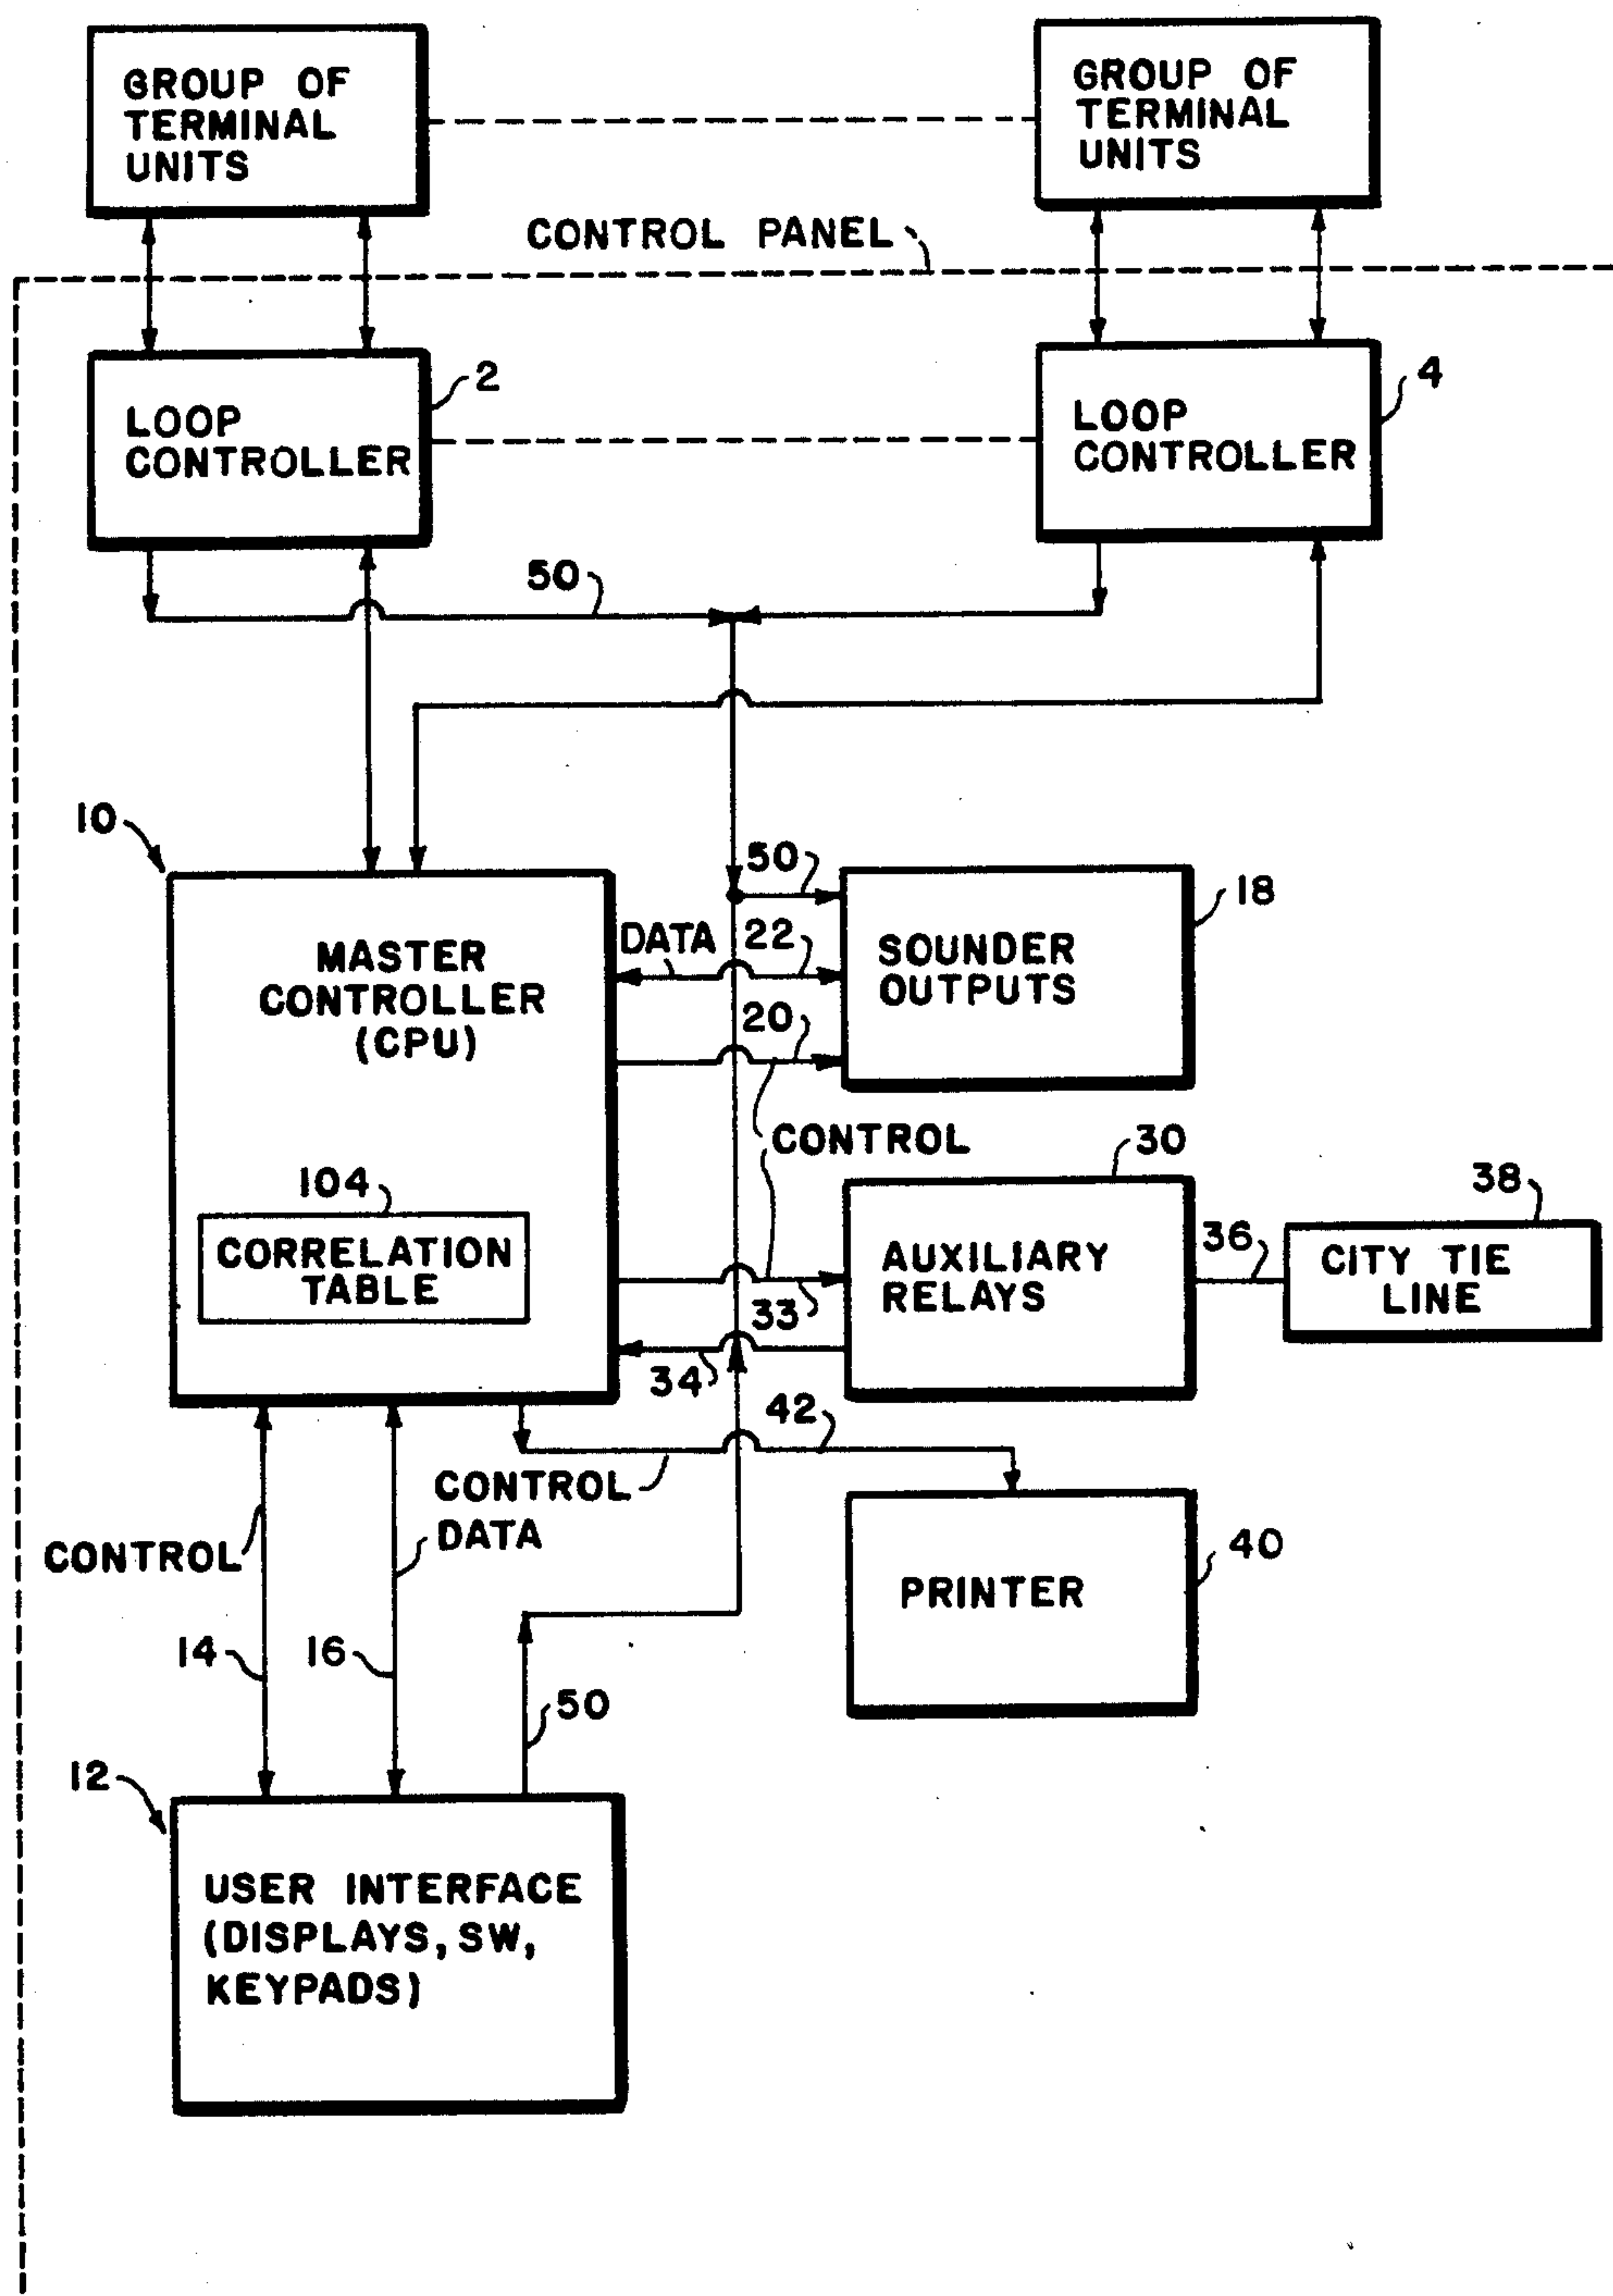 GROUP OF
TERMINAL
UNITS
GROUP OF
TERMINAL
UNITS
CONTROL PANEL
2
LOOP
CONTROLLER
4
LOOP
CONTROLLER
50
10
MASTER
CONTROLLER
(CPU)
50
DATA
22
20
18
SOUNDER
OUTPUTS
CONTROL
104
CORRELATION
TABLE
30
AUXILIARY
RELAYS
33
34
36
38
CITY TIE
LINE
42
CONTROL
DATA
CONTROL
40
PRINTER
14
16
50
12
USER INTERFACE
(DISPLAYS, SW,
KEYPADS)